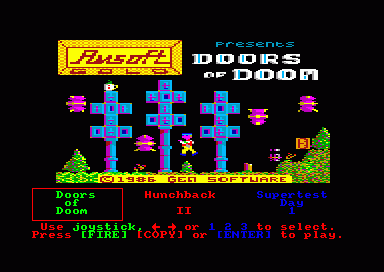 Amsoft
GOLD
presents
DOORS
OF DOOM
©1986 GEM SOFTWARE
Doors Hunchback Supertest
of Day
Doom II 1
Use joystick, ← → or 1 2 3 to select.
Press [FIRE] [COPY] or [ENTER] to play.